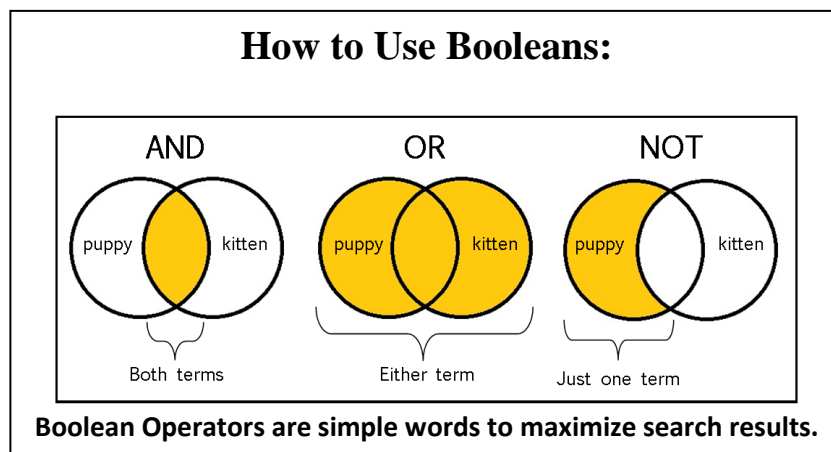 How to Use Booleans:
AND OR NOT
puppy kitten puppy kitten puppy kitten
Both terms Either term Just one term
Boolean Operators are simple words to maximize search results.